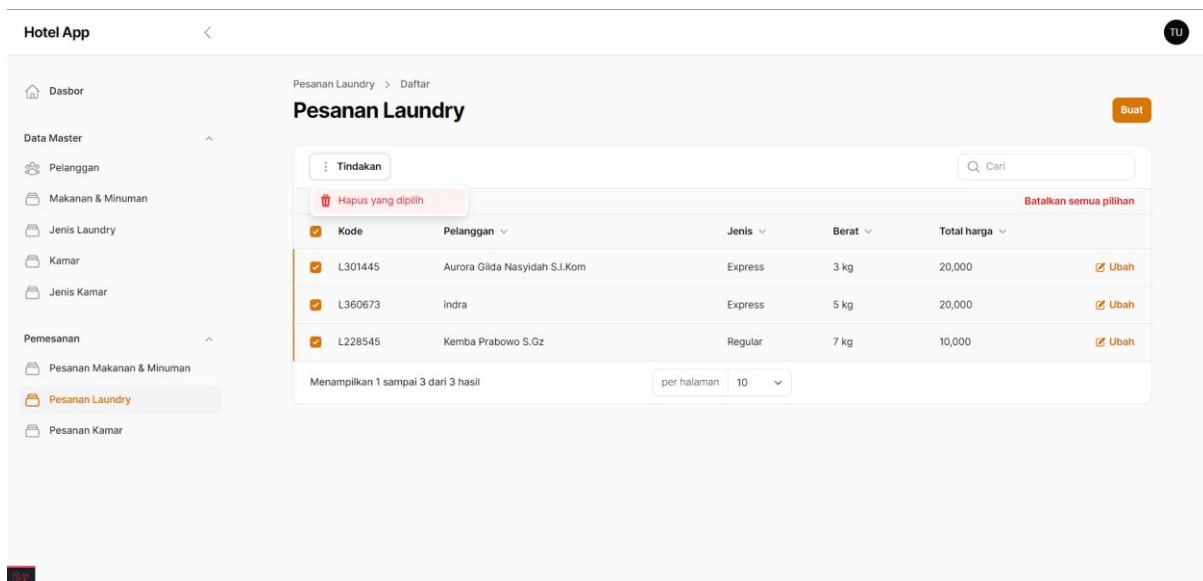 Hotel App
TU
Dasbor
Data Master
Pelanggan
Makanan & Minuman
Jenis Laundry
Kamar
Jenis Kamar
Pemesanan
Pesanan Makanan & Minuman
Pesanan Laundry
Pesanan Kamar
Pesanan Laundry > Daftar
Pesanan Laundry
Buat
Tindakan
Cari
Hapus yang dipilih
Batalkan semua pilihan
Kode Pelanggan Jenis Berat Total harga
L301445 Aurora Gilda Nasyidah S.I.Kom Express 3 kg 20,000 Ubah
L360673 indra Express 5 kg 20,000 Ubah
L228545 Kemba Prabowo S.Gz Regular 7 kg 10,000 Ubah
Menampilkan 1 sampai 3 dari 3 hasil
per halaman 10